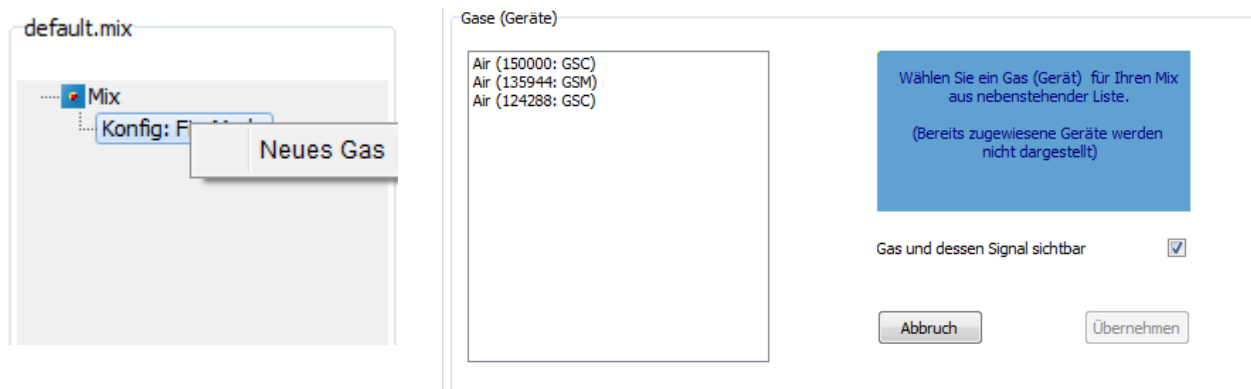 default.mix
Mix
Konfig:
Neues Gas
Gase (Geräte)
Air (150000: GSC)
Air (135944: GSM)
Air (124288: GSC)
Wählen Sie ein Gas (Gerät) für Ihren Mix
aus nebenstehender Liste.
(Bereits zugewiesene Geräte werden
nicht dargestellt)
Gas und dessen Signal sichtbar
Abbruch
Übernehmen